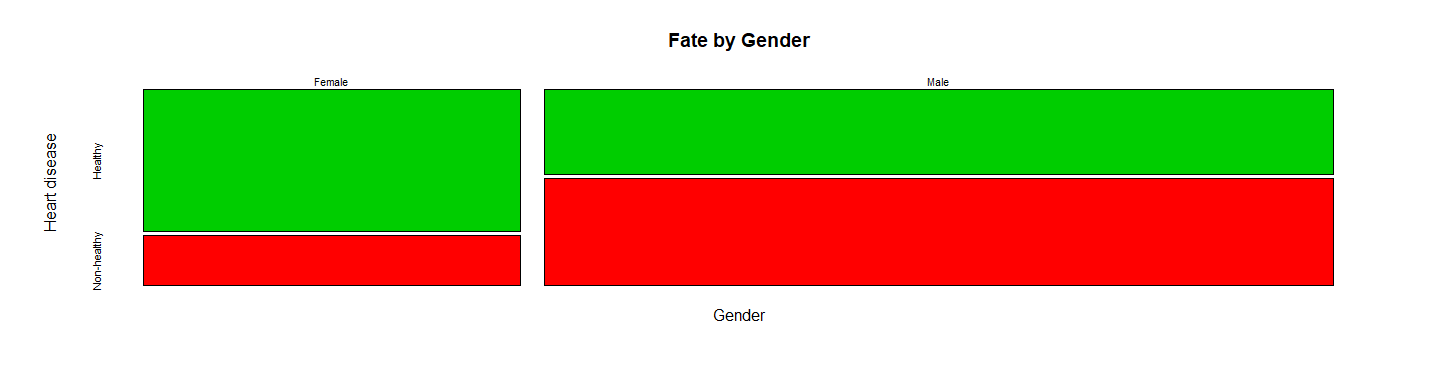 Fate by Gender
Female
Male
Heart disease
Healthy
Non-healthy
Gender